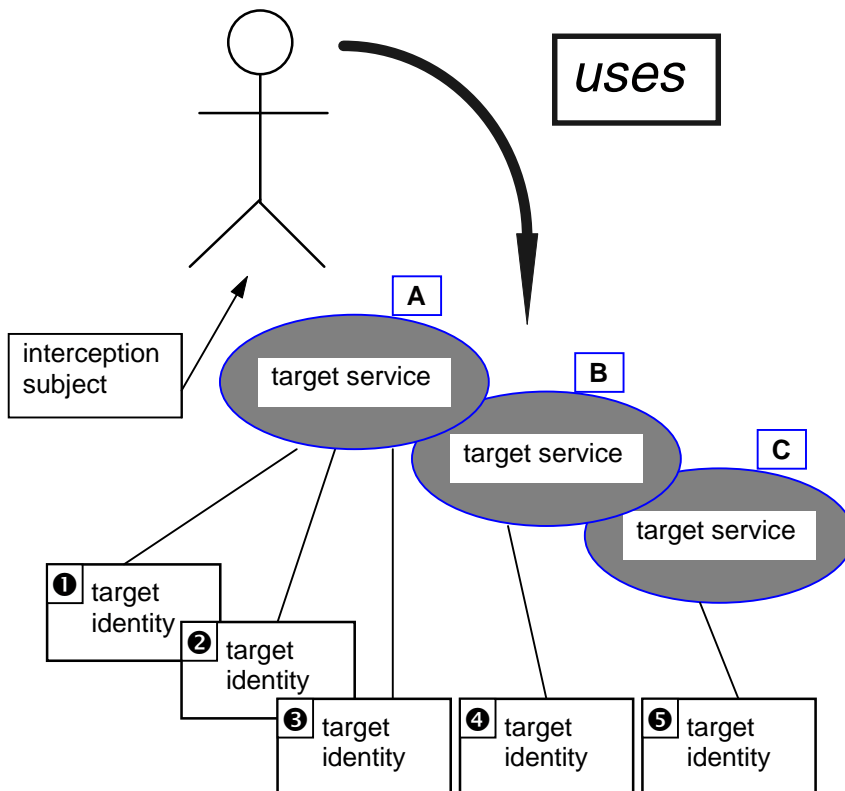 uses
A
interception
subject
target service
B
target service
C
target service
❶ target
identity
❷ target
identity
❸ target
identity
❹ target
identity
❺ target
identity